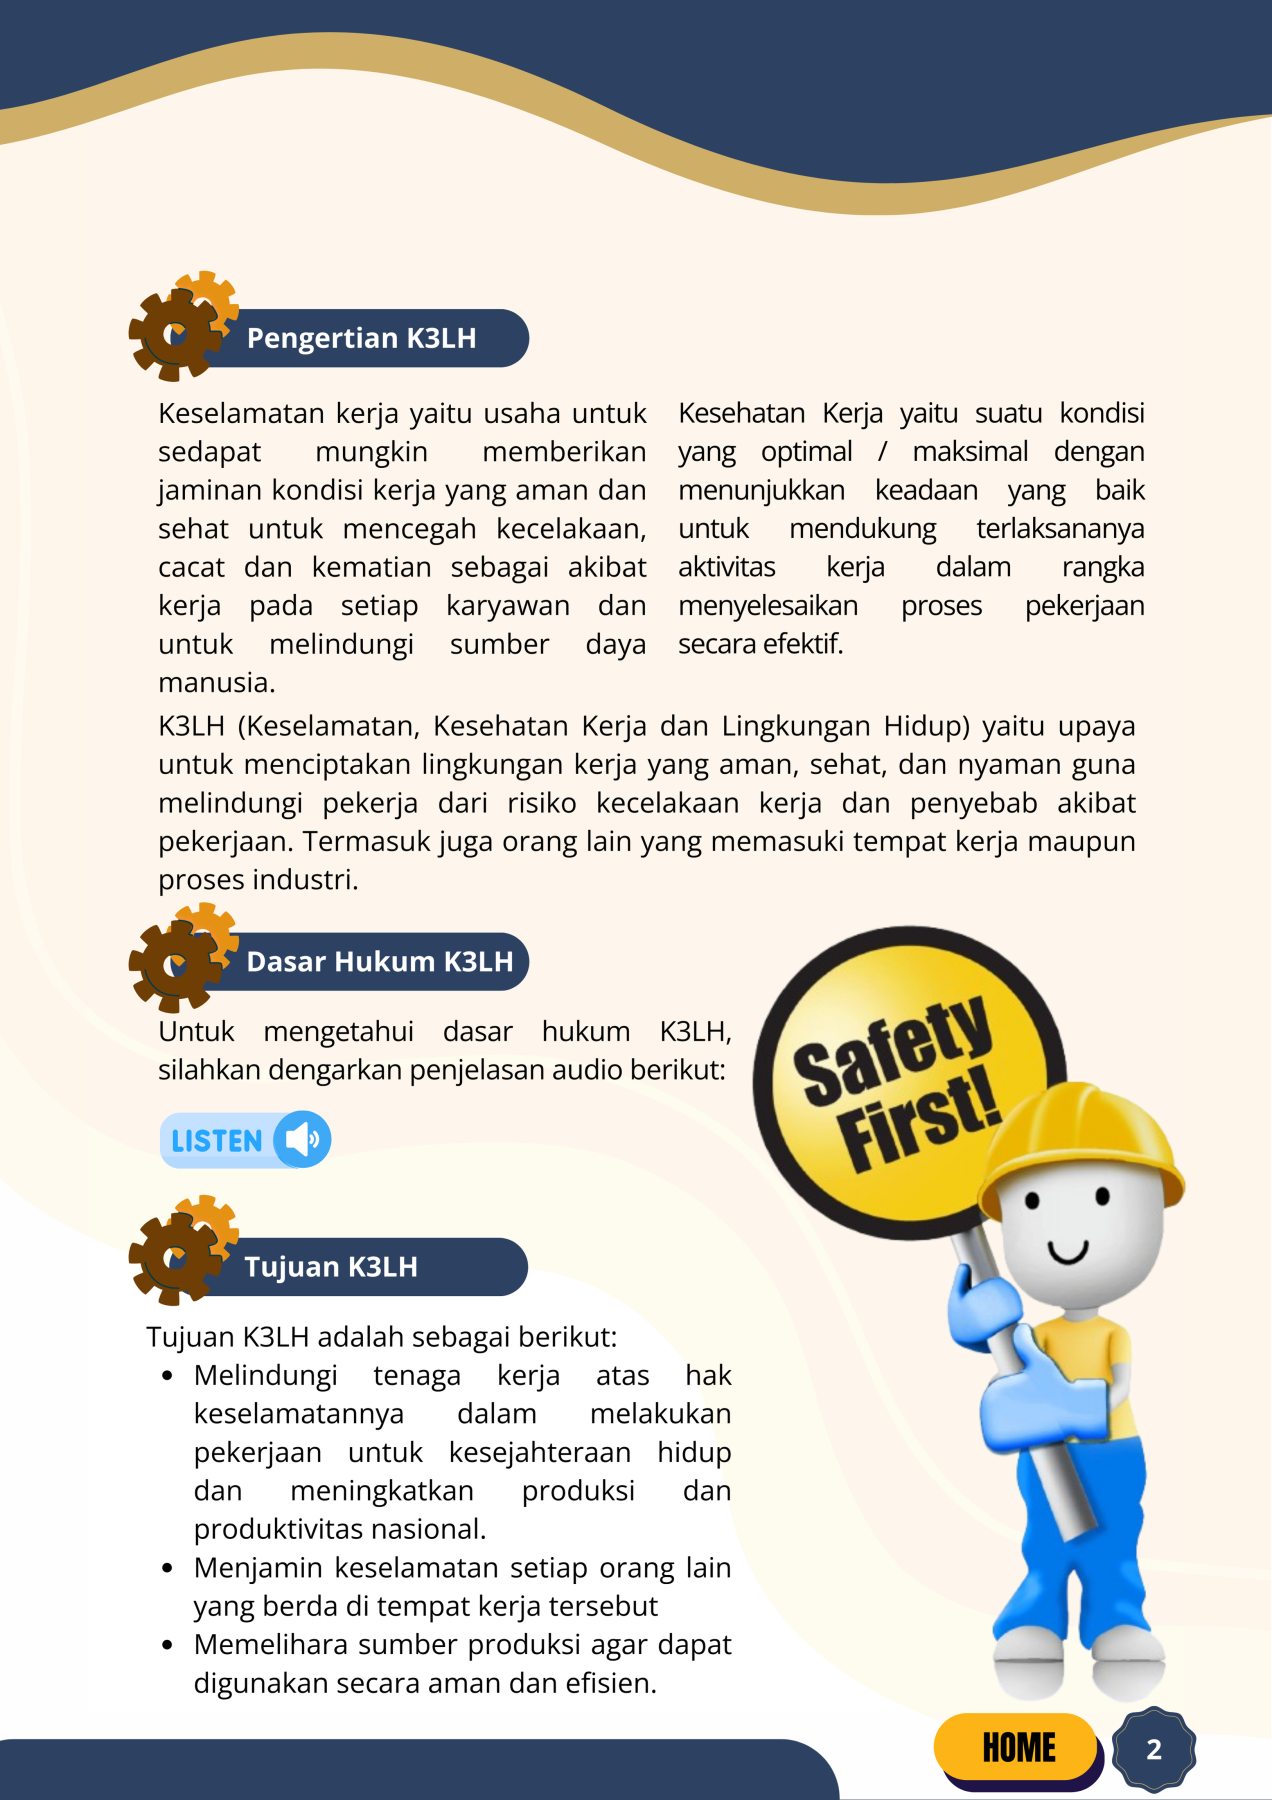 Pengertian K3LH
Keselamatan kerja yaitu usaha untuk
sedapat mungkin memberikan
jaminan kondisi kerja yang aman dan
sehat untuk mencegah kecelakaan,
cacat dan kematian sebagai akibat
kerja pada setiap karyawan dan
untuk melindungi sumber daya
manusia.
Kesehatan Kerja yaitu suatu kondisi
yang optimal / maksimal dengan
menunjukkan keadaan yang baik
untuk mendukung terlaksananya
aktivitas kerja dalam rangka
menyelesaikan proses pekerjaan
secara efektif.
K3LH (Keselamatan, Kesehatan Kerja dan Lingkungan Hidup) yaitu upaya
untuk menciptakan lingkungan kerja yang aman, sehat, dan nyaman guna
melindungi pekerja dari risiko kecelakaan kerja dan penyebab akibat
pekerjaan. Termasuk juga orang lain yang memasuki tempat kerja maupun
proses industri.
Dasar Hukum K3LH
Untuk mengetahui dasar hukum K3LH,
silahkan dengarkan penjelasan audio berikut:
LISTEN
Safety
First!
Tujuan K3LH
Tujuan K3LH adalah sebagai berikut:
• Melindungi tenaga kerja atas hak
keselamatannya dalam melakukan
pekerjaan untuk kesejahteraan hidup
dan meningkatkan produksi dan
produktivitas nasional.
• Menjamin keselamatan setiap orang lain
yang berda di tempat kerja tersebut
• Memelihara sumber produksi agar dapat
digunakan secara aman dan efisien.
HOME
2